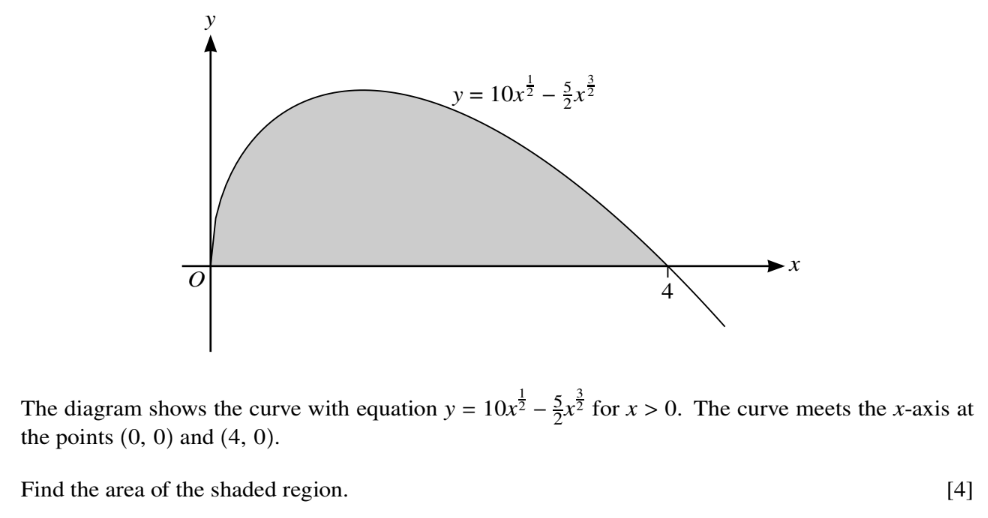 y
y = 10x^{1/2} − 5/2 x^{3/2}
O
4
x
The diagram shows the curve with equation y = 10x^{1/2} − 5/2 x^{3/2} for x > 0. The curve meets the x-axis at
the points (0, 0) and (4, 0).
Find the area of the shaded region. [4]